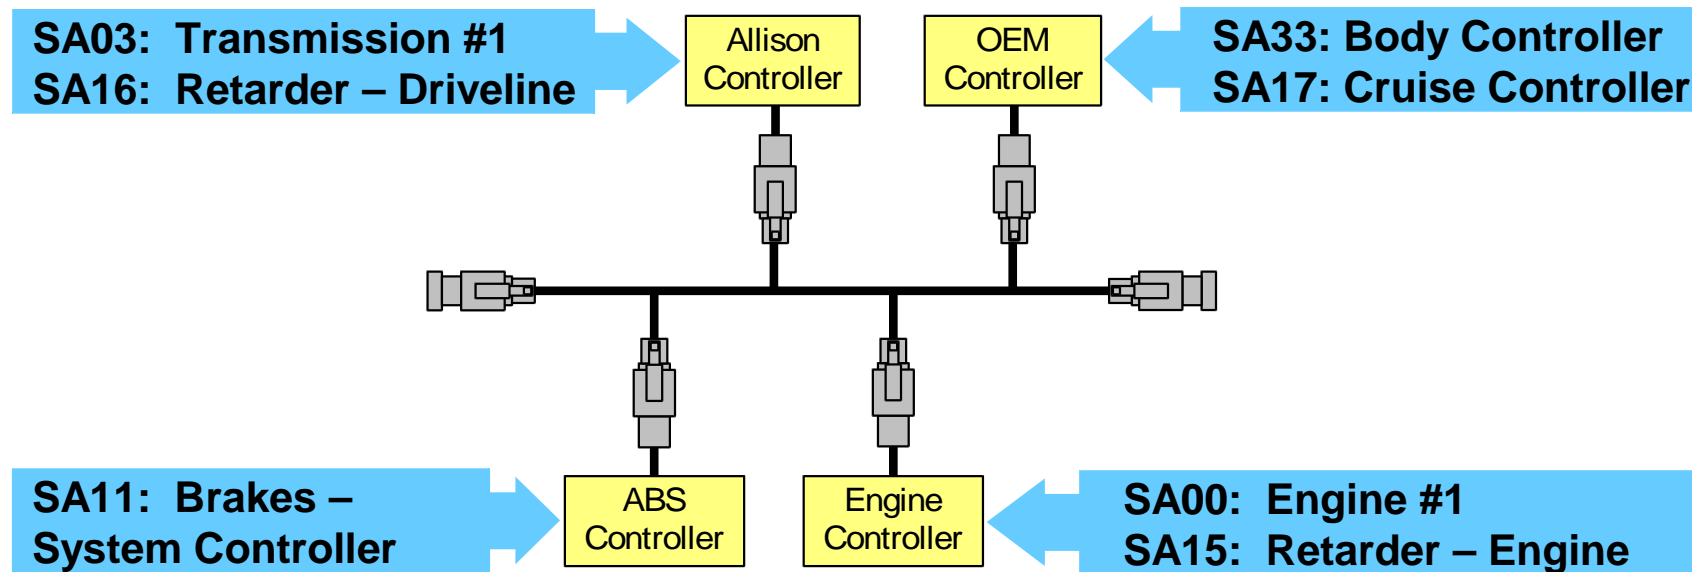 SA03: Transmission #1
SA16: Retarder – Driveline
Allison
Controller
OEM
Controller
SA33: Body Controller
SA17: Cruise Controller
SA11: Brakes –
System Controller
ABS
Controller
Engine
Controller
SA00: Engine #1
SA15: Retarder – Engine